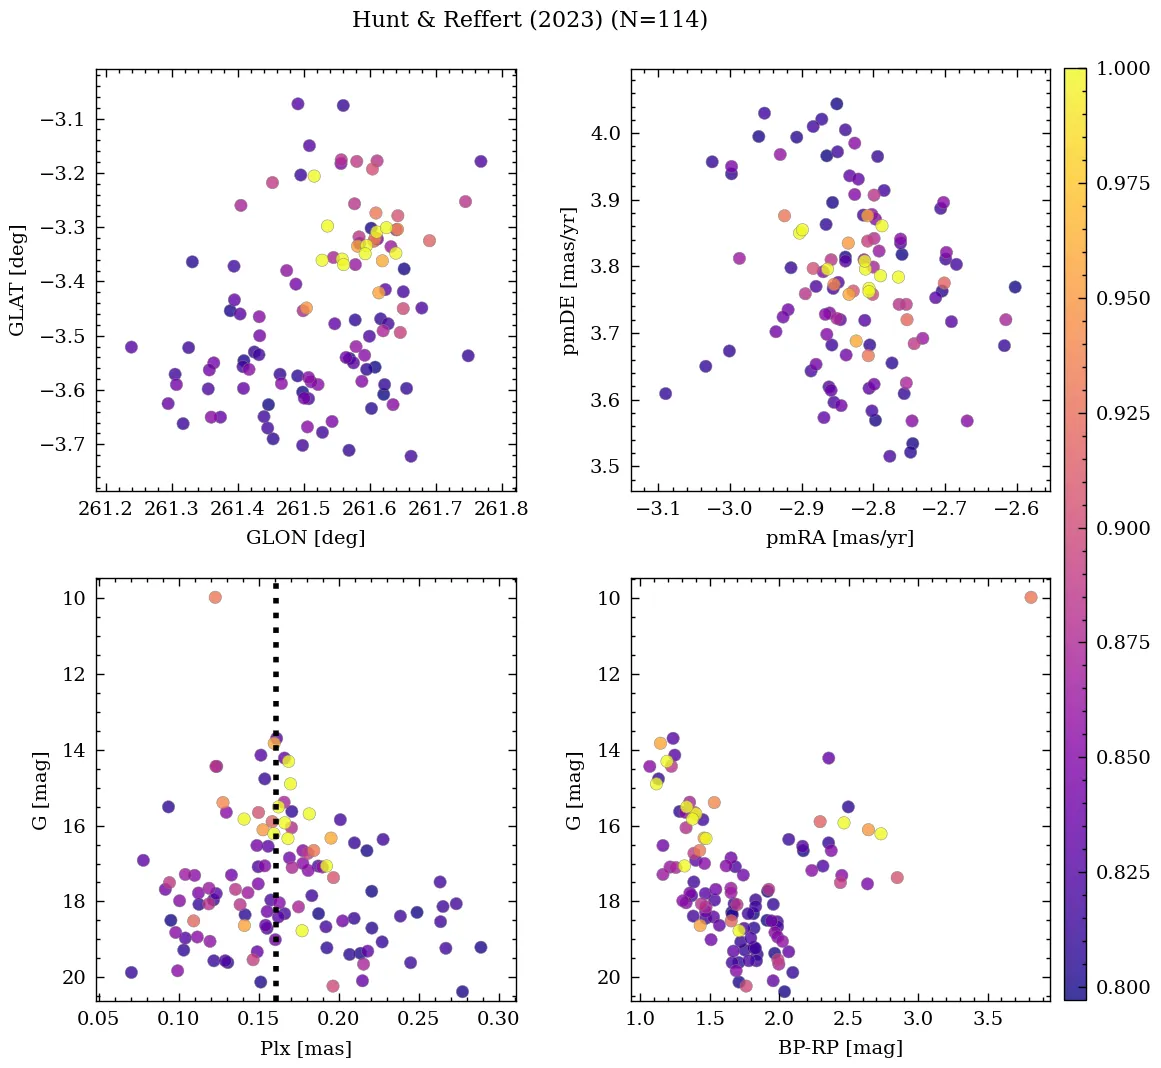 Hunt & Reffert (2023) (N=114)
−3.1
−3.2
−3.3
−3.4
−3.5
−3.6
−3.7
GLAT [deg]
261.2 261.3 261.4 261.5 261.6 261.7 261.8
GLON [deg]
4.0
3.9
3.8
3.7
3.6
3.5
pmDE [mas/yr]
−3.1 −3.0 −2.9 −2.8 −2.7 −2.6
pmRA [mas/yr]
10
12
14
16
18
20
G [mag]
0.05 0.10 0.15 0.20 0.25 0.30
Plx [mas]
10
12
14
16
18
20
G [mag]
1.0 1.5 2.0 2.5 3.0 3.5
BP-RP [mag]
1.000
0.975
0.950
0.925
0.900
0.875
0.850
0.825
0.800